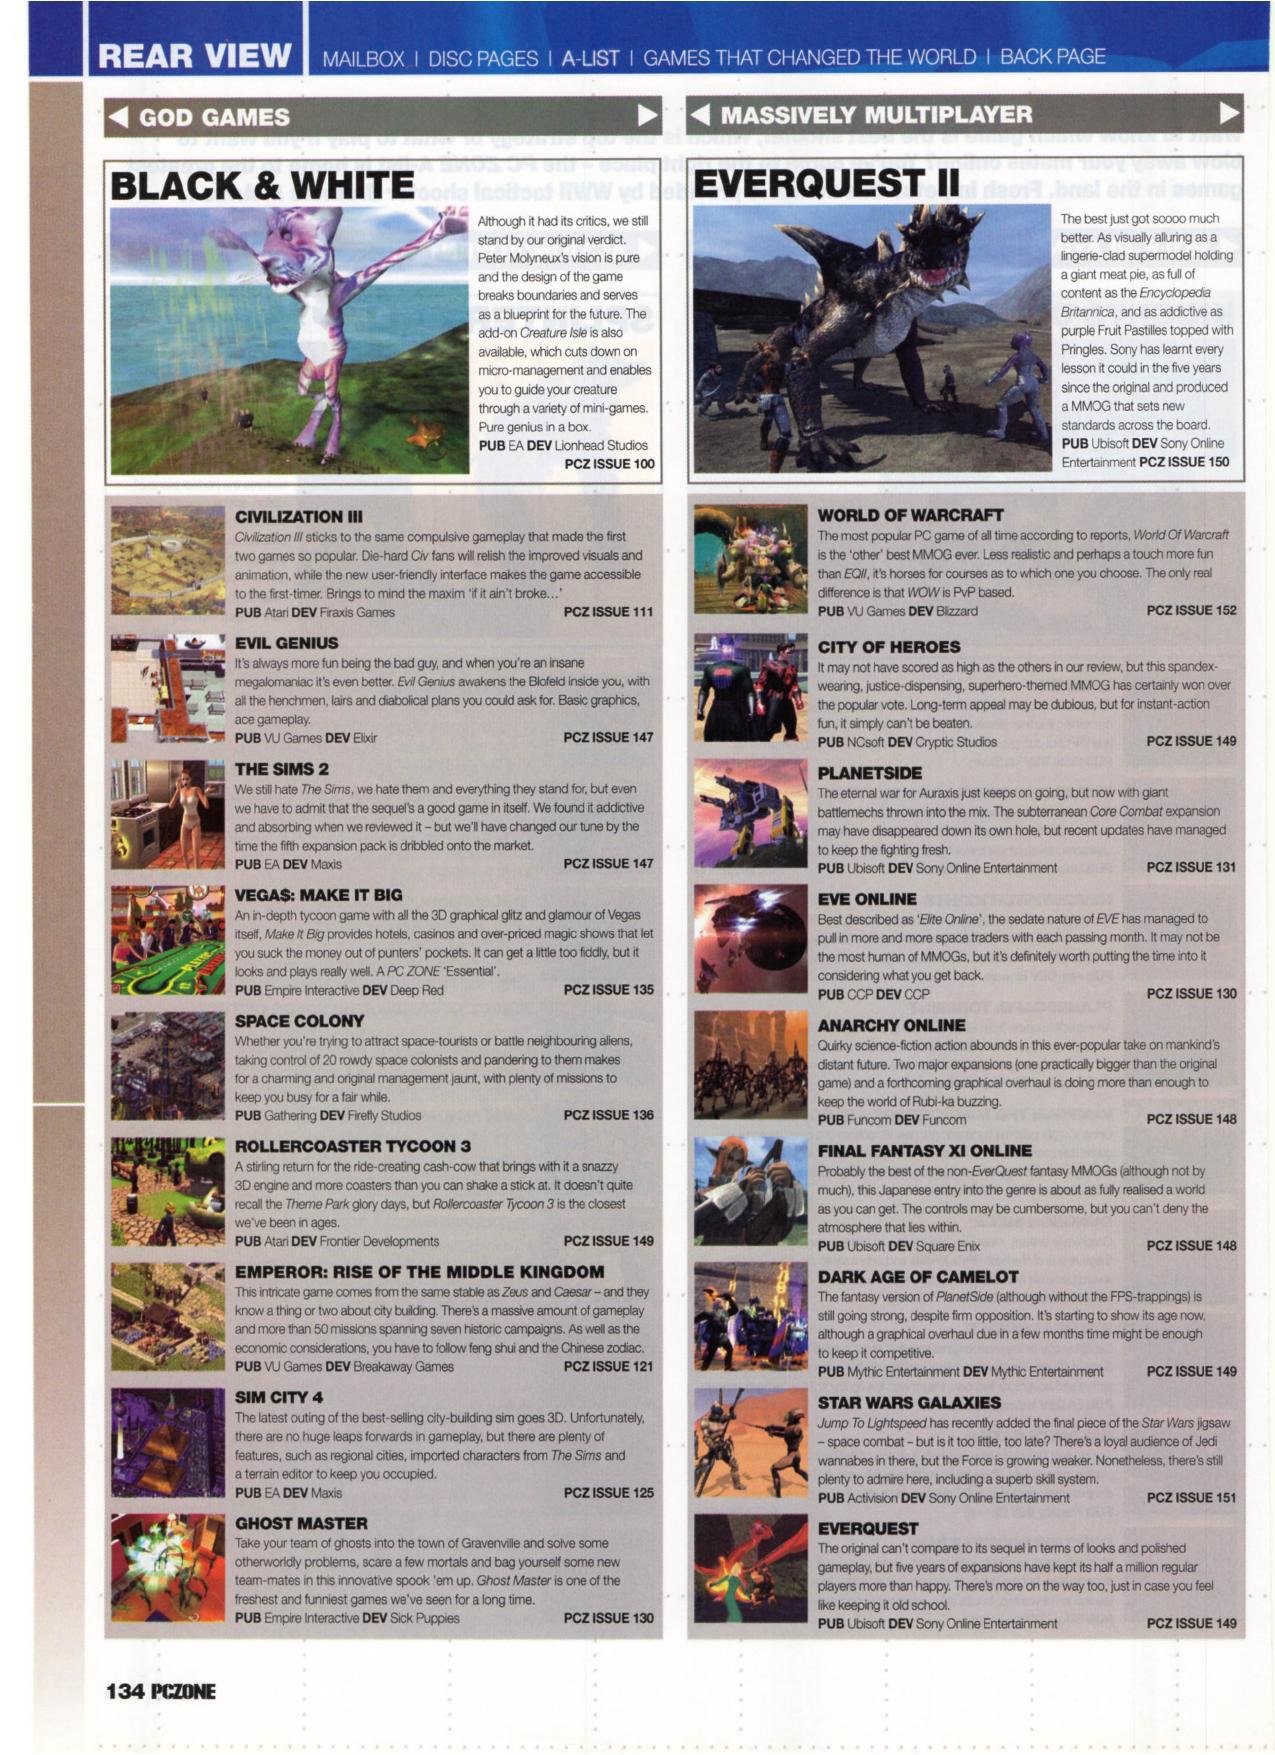 REAR VIEW
MAILBOX | DISC PAGES | A-LIST | GAMES THAT CHANGED THE WORLD | BACK PAGE
GOD GAMES
BLACK & WHITE
Although it had its critics, we still
stand by our original verdict.
Peter Molyneux's vision is pure
and the design of the game
breaks boundaries and serves
as a blueprint for the future. The
add-on Creature Isle is also
available, which cuts down on
micro-management and enables
you to guide your creature
through a variety of mini-games.
Pure genius in a box.
PUB EA DEV Lionhead Studios
PCZ ISSUE 100
CIVILIZATION III
Civilization III sticks to the same compulsive gameplay that made the first
two games so popular. Die-hard Civ fans will relish the improved visuals and
animation, while the new user-friendly interface makes the game accessible
to the first-timer. Brings to mind the maxim 'if it ain't broke...'
PUB Atari DEV Firaxis Games PCZ ISSUE 111
EVIL GENIUS
It's always more fun being the bad guy, and when you're an insane
megalomaniac it's even better. Evil Genius awakens the Blofeld inside you, with
all the henchmen, lairs and diabolical plans you could ask for. Basic graphics,
ace gameplay.
PUB VU Games DEV Elixir PCZ ISSUE 147
THE SIMS 2
We still hate The Sims, we hate them and everything they stand for, but even
we have to admit that the sequel's a good game in itself. We found it addictive
and absorbing when we reviewed it – but we'll have changed our tune by the
time the fifth expansion pack is dribbled onto the market.
PUB EA DEV Maxis PCZ ISSUE 147
VEGA$: MAKE IT BIG
An in-depth tycoon game with all the 3D graphical glitz and glamour of Vegas
itself, Make It Big provides hotels, casinos and over-priced magic shows that let
you suck the money out of punters' pockets. It can get a little too fiddly, but it
looks and plays really well. A PC ZONE 'Essential'.
PUB Empire Interactive DEV Deep Red PCZ ISSUE 135
SPACE COLONY
Whether you're trying to attract space-tourists or battle neighbouring aliens,
taking control of 20 rowdy space colonists and pandering to them makes
for a charming and original management jaunt, with plenty of missions to
keep you busy for a fair while.
PUB Gathering DEV Firefly Studios PCZ ISSUE 136
ROLLERCOASTER TYCOON 3
A stirling return for the ride-creating cash-cow that brings with it a snazzy
3D engine and more coasters than you can shake a stick at. It doesn't quite
recall the Theme Park glory days, but Rollercoaster Tycoon 3 is the closest
we've been in ages.
PUB Atari DEV Frontier Developments PCZ ISSUE 149
EMPEROR: RISE OF THE MIDDLE KINGDOM
This intricate game comes from the same stable as Zeus and Caesar – and they
know a thing or two about city building. There's a massive amount of gameplay
and more than 50 missions spanning seven historic campaigns. As well as the
economic considerations, you have to follow feng shui and the Chinese zodiac.
PUB VU Games DEV Breakaway Games PCZ ISSUE 121
SIM CITY 4
The latest outing of the best-selling city-building sim goes 3D. Unfortunately,
there are no huge leaps forwards in gameplay, but there are plenty of
features, such as regional cities, imported characters from The Sims and
a terrain editor to keep you occupied.
PUB EA DEV Maxis PCZ ISSUE 125
GHOST MASTER
Take your team of ghosts into the town of Gravenville and solve some
otherworldly problems, scare a few mortals and bag yourself some new
team-mates in this innovative spook 'em up. Ghost Master is one of the
freshest and funniest games we've seen for a long time.
PUB Empire Interactive DEV Sick Puppies PCZ ISSUE 130
MASSIVELY MULTIPLAYER
EVERQUEST II
The best just got soooo much
better. As visually alluring as a
lingerie-clad supermodel holding
a giant meat pie, as full of
content as the Encyclopedia
Britannica, and as addictive as
purple Fruit Pastilles topped with
Pringles. Sony has learnt every
lesson it could in the five years
since the original and produced
a MMOG that sets new
standards across the board.
PUB Ubisoft DEV Sony Online
Entertainment PCZ ISSUE 150
WORLD OF WARCRAFT
The most popular PC game of all time according to reports, World Of Warcraft
is the 'other' best MMOG ever. Less realistic and perhaps a touch more fun
than EQII, it's horses for courses as to which one you choose. The only real
difference is that WOW is PvP based.
PUB VU Games DEV Blizzard PCZ ISSUE 152
CITY OF HEROES
It may not have scored as high as the others in our review, but this spandex-
wearing, justice-dispensing, superhero-themed MMOG has certainly won over
the popular vote. Long-term appeal may be dubious, but for instant-action
fun, it simply can't be beaten.
PUB NCsoft DEV Cryptic Studios PCZ ISSUE 149
PLANETSIDE
The eternal war for Auraxis just keeps on going, but now with giant
battlemechs thrown into the mix. The subterranean Core Combat expansion
may have disappeared down its own hole, but recent updates have managed
to keep the fighting fresh.
PUB Ubisoft DEV Sony Online Entertainment PCZ ISSUE 131
EVE ONLINE
Best described as 'Elite Online', the sedate nature of EVE has managed to
pull in more and more space traders with each passing month. It may not be
the most human of MMOGs, but it's definitely worth putting the time into it
considering what you get back.
PUB CCP DEV CCP PCZ ISSUE 130
ANARCHY ONLINE
Quirky science-fiction action abounds in this ever-popular take on mankind's
distant future. Two major expansions (one practically bigger than the original
game) and a forthcoming graphical overhaul is doing more than enough to
keep the world of Rubi-ka buzzing.
PUB Funcom DEV Funcom PCZ ISSUE 148
FINAL FANTASY XI ONLINE
Probably the best of the non-EverQuest fantasy MMOGs (although not by
much), this Japanese entry into the genre is about as fully realised a world
as you can get. The controls may be cumbersome, but you can't deny the
atmosphere that lies within.
PUB Ubisoft DEV Square Enix PCZ ISSUE 148
DARK AGE OF CAMELOT
The fantasy version of PlanetSide (although without the FPS-trappings) is
still going strong, despite firm opposition. It's starting to show its age now,
although a graphical overhaul due in a few months time might be enough
to keep it competitive.
PUB Mythic Entertainment DEV Mythic Entertainment PCZ ISSUE 149
STAR WARS GALAXIES
Jump To Lightspeed has recently added the final piece of the Star Wars jigsaw
– space combat – but is it too little, too late? There's a loyal audience of Jedi
wannabes in there, but the Force is growing weaker. Nonetheless, there's still
plenty to admire here, including a superb skill system.
PUB Activision DEV Sony Online Entertainment PCZ ISSUE 151
EVERQUEST
The original can't compare to its sequel in terms of looks and polished
gameplay, but five years of expansions have kept its half a million regular
players more than happy. There's more on the way too, just in case you feel
like keeping it old school.
PUB Ubisoft DEV Sony Online Entertainment PCZ ISSUE 149
134 PCZONE